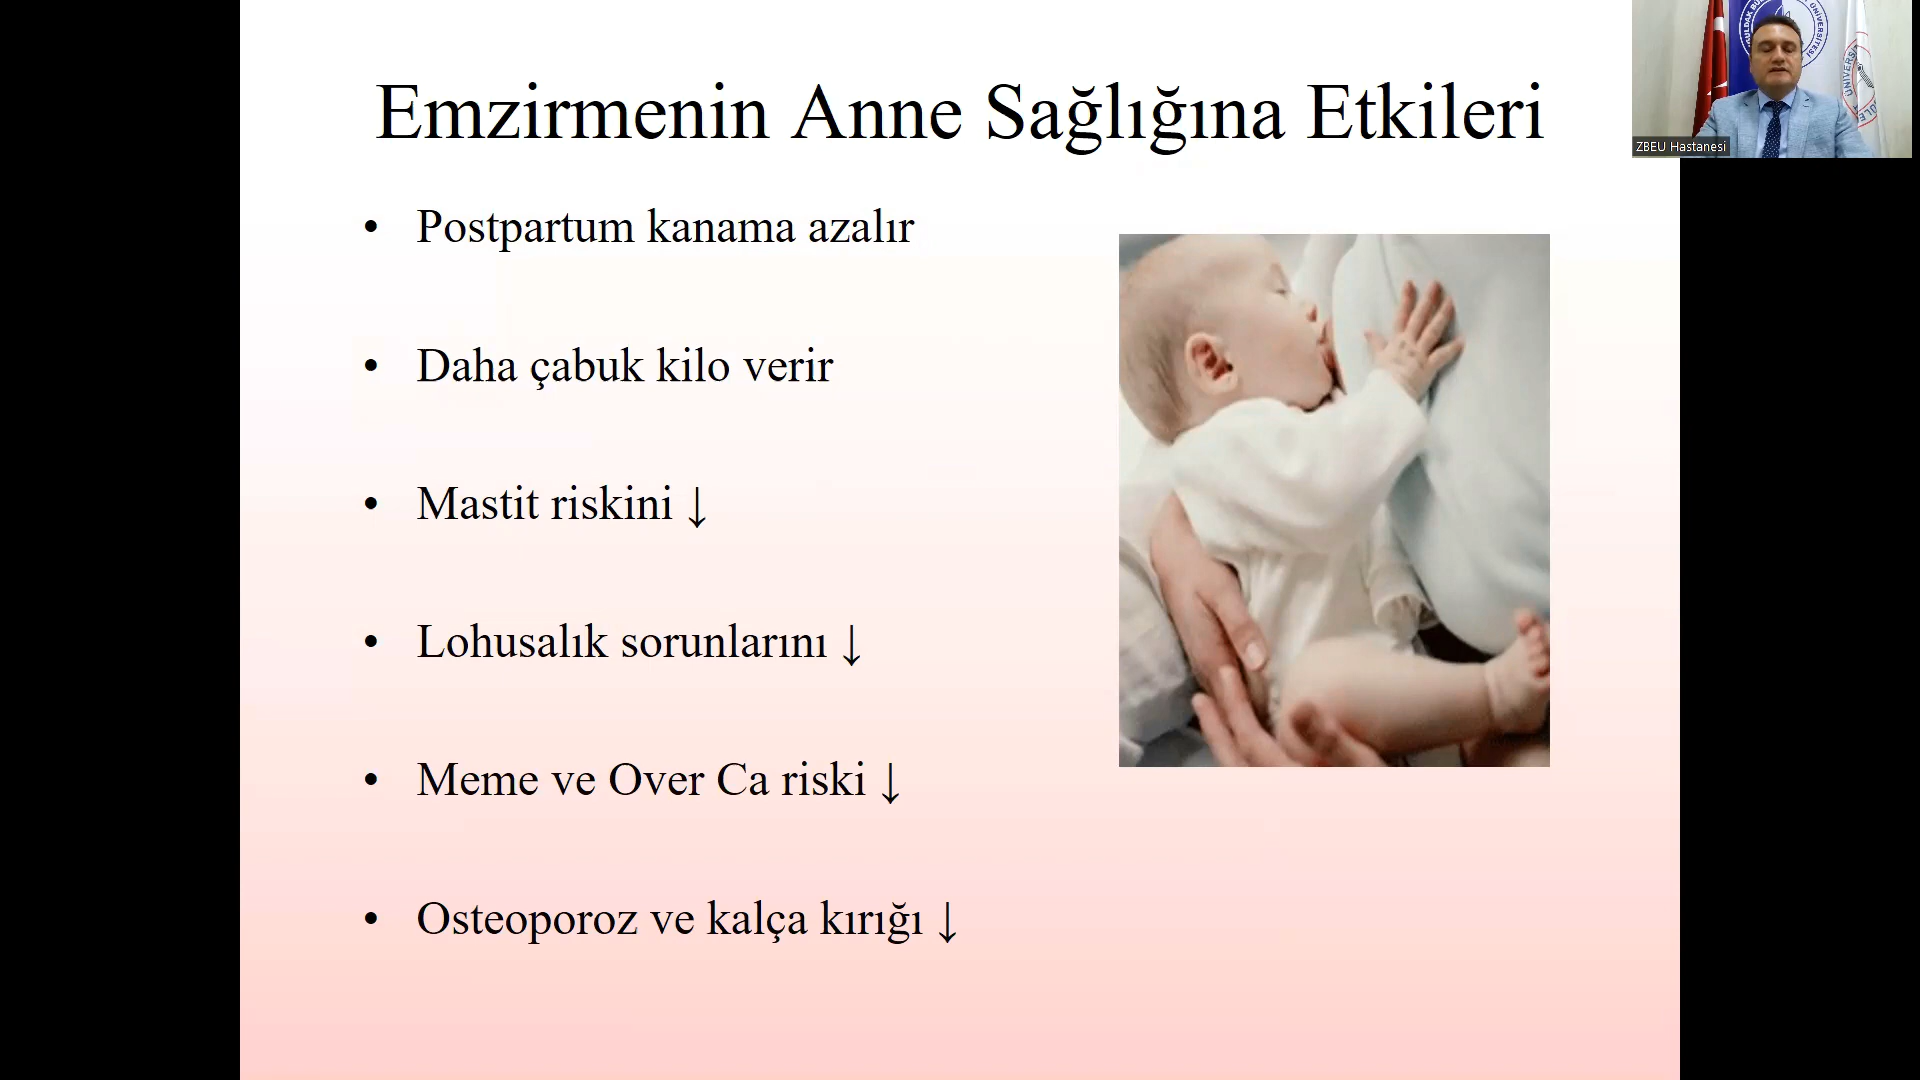 Emzirmenin Anne Sağlığına Etkileri
• Postpartum kanama azalır
• Daha çabuk kilo verir
• Mastit riskini ↓
• Lohusalık sorunlarını ↓
• Meme ve Over Ca riski ↓
• Osteoporoz ve kalça kırığı ↓
ZBEU Hastanesi